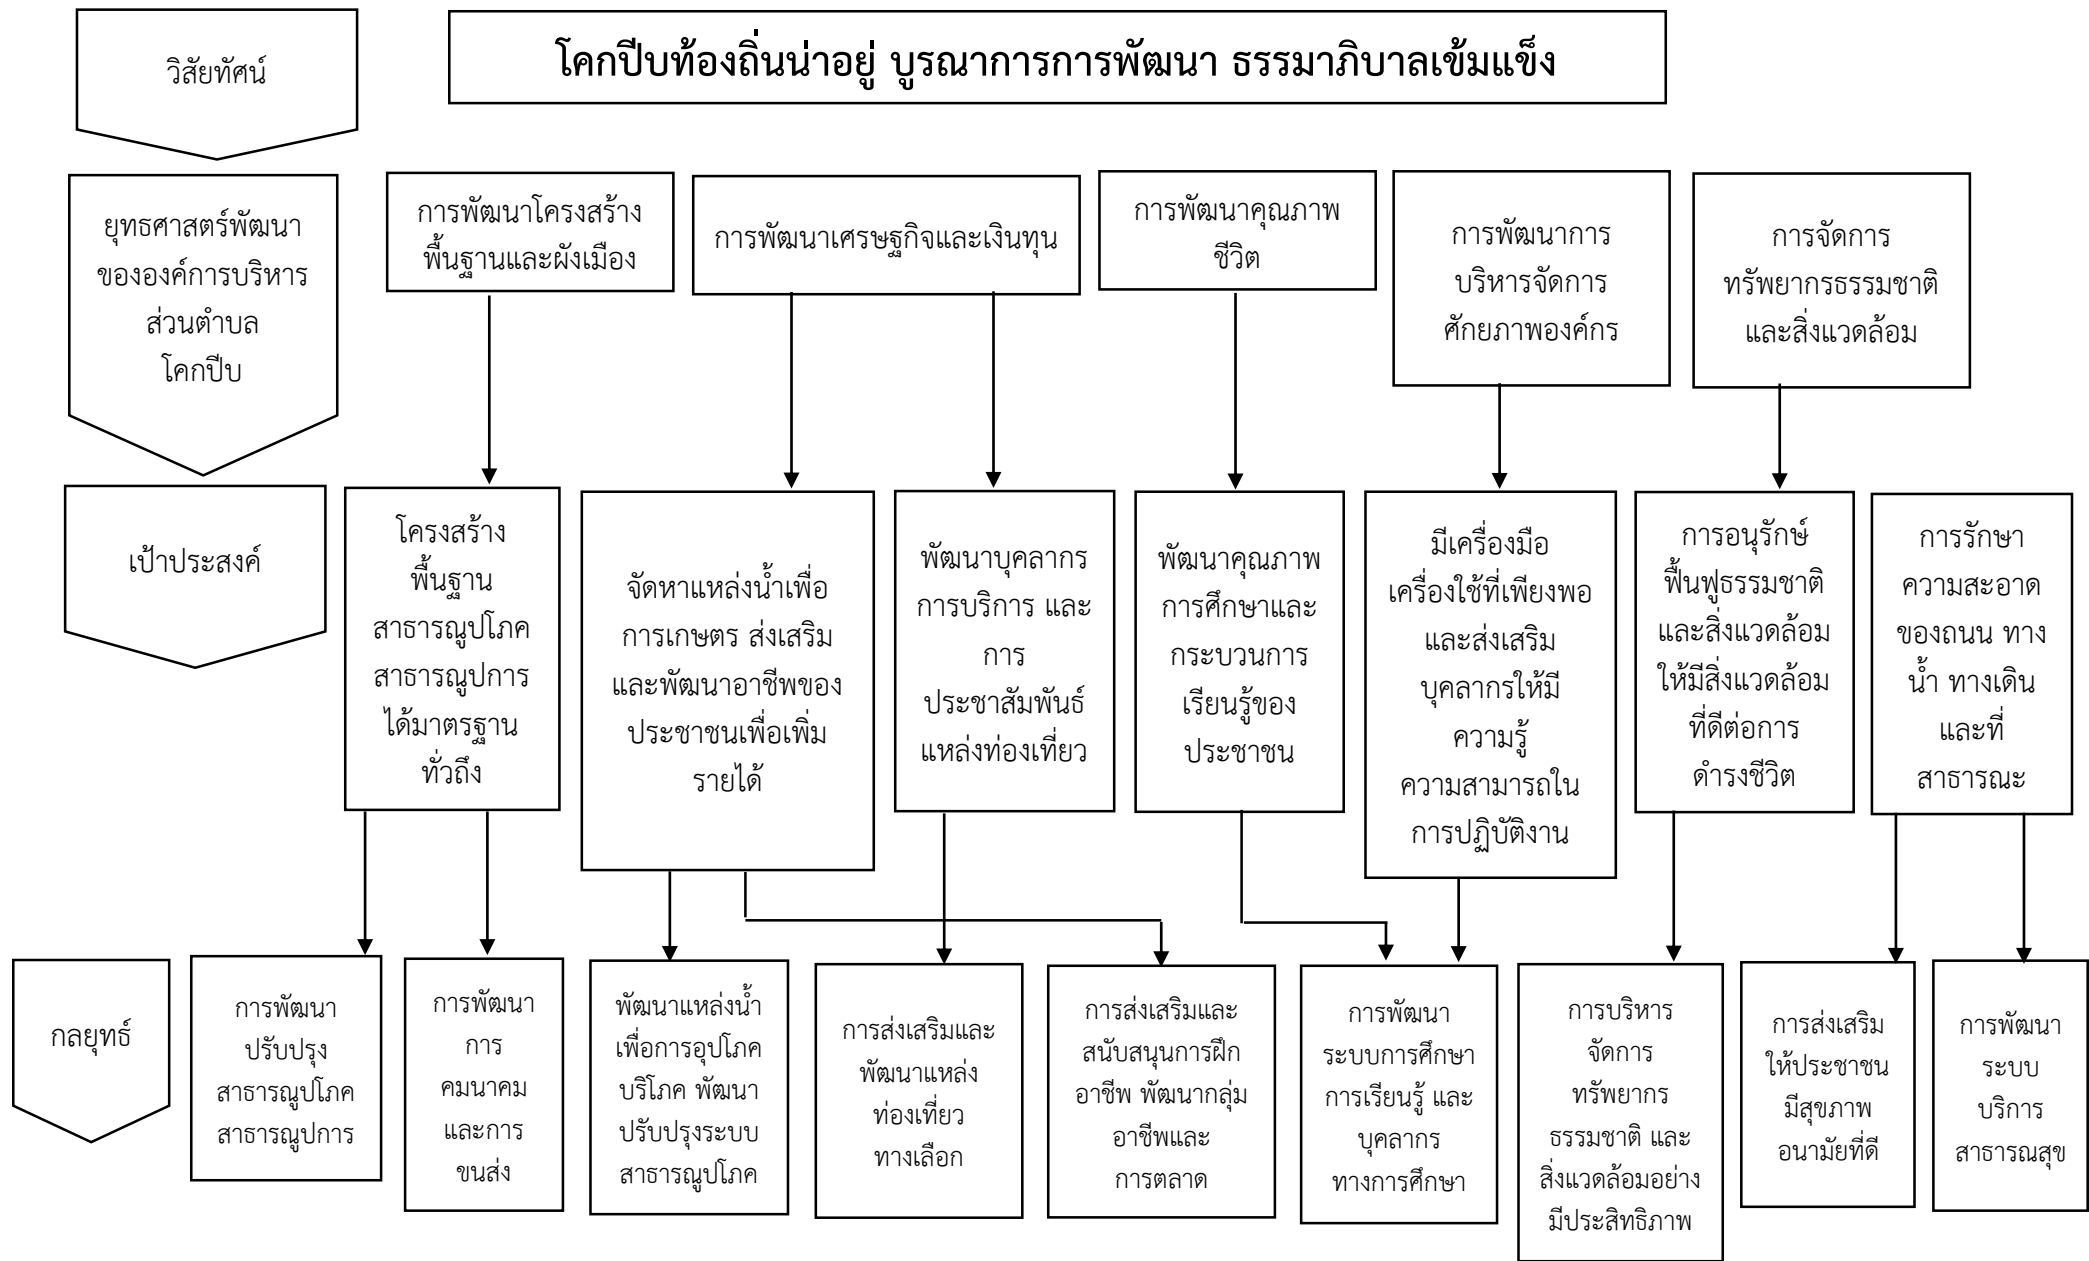 วิสัยทัศน์
โคกปีบท้องถิ่นน่าอยู่ บูรณาการการพัฒนา ธรรมาภิบาลเข้มแข็ง
ยุทธศาสตร์พัฒนา
ขององค์การบริหาร
ส่วนตำบล
โคกปีบ
การพัฒนาโครงสร้าง
พื้นฐานและผังเมือง
การพัฒนาเศรษฐกิจและเงินทุน
การพัฒนาคุณภาพ
ชีวิต
การพัฒนาการ
บริหารจัดการ
ศักยภาพองค์กร
การจัดการ
ทรัพยากรธรรมชาติ
และสิ่งแวดล้อม
เป้าประสงค์
โครงสร้าง
พื้นฐาน
สาธารณูปโภค
สาธารณูปการ
ได้มาตรฐาน
ทั่วถึง
จัดหาแหล่งน้ำเพื่อ
การเกษตร ส่งเสริม
และพัฒนาอาชีพของ
ประชาชนเพื่อเพิ่ม
รายได้
พัฒนาบุคลากร
การบริการ และ
การ
ประชาสัมพันธ์
แหล่งท่องเที่ยว
พัฒนาคุณภาพ
การศึกษาและ
กระบวนการ
เรียนรู้ของ
ประชาชน
มีเครื่องมือ
เครื่องใช้ที่เพียงพอ
และส่งเสริม
บุคลากรให้มี
ความรู้
ความสามารถใน
การปฏิบัติงาน
การอนุรักษ์
ฟื้นฟูธรรมชาติ
และสิ่งแวดล้อม
ให้มีสิ่งแวดล้อม
ที่ดีต่อการ
ดำรงชีวิต
การรักษา
ความสะอาด
ของถนน ทาง
น้ำ ทางเดิน
และที่
สาธารณะ
กลยุทธ์
การพัฒนา
ปรับปรุง
สาธารณูปโภค
สาธารณูปการ
การพัฒนา
การ
คมนาคม
และการ
ขนส่ง
พัฒนาแหล่งน้ำ
เพื่อการอุปโภค
บริโภค พัฒนา
ปรับปรุงระบบ
สาธารณูปโภค
การส่งเสริมและ
พัฒนาแหล่ง
ท่องเที่ยว
ทางเลือก
การส่งเสริมและ
สนับสนุนการฝึก
อาชีพ พัฒนากลุ่ม
อาชีพและ
การตลาด
การพัฒนา
ระบบการศึกษา
การเรียนรู้ และ
บุคลากร
ทางการศึกษา
การบริหาร
จัดการ
ทรัพยากร
ธรรมชาติ และ
สิ่งแวดล้อมอย่าง
มีประสิทธิภาพ
การส่งเสริม
ให้ประชาชน
มีสุขภาพ
อนามัยที่ดี
การพัฒนา
ระบบ
บริการ
สาธารณสุข